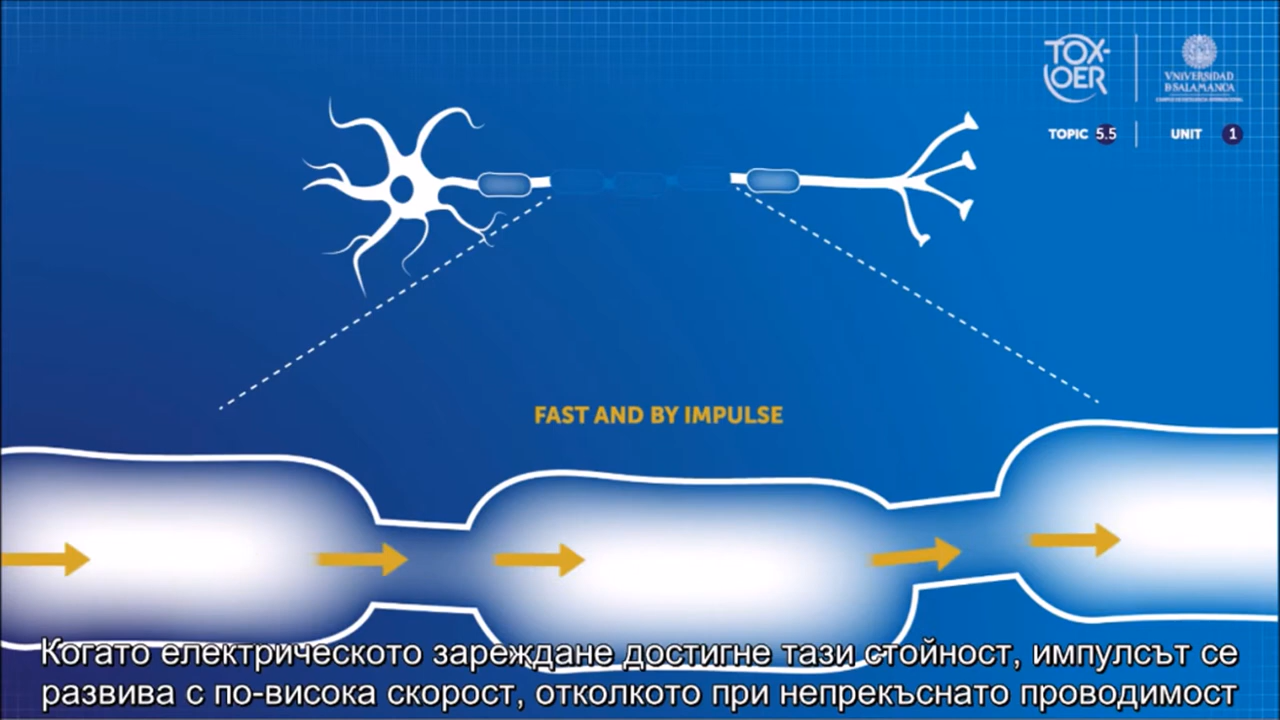 TOX-
OER
VNIVERSIDAD
D SALAMANCA
TOPIC 5.5
UNIT 1
FAST AND BY IMPULSE
Когато електрическото зареждане достигне тази стойност, импулсът се
развива с по-висока скорост, отколкото при непрекъснато проводимост